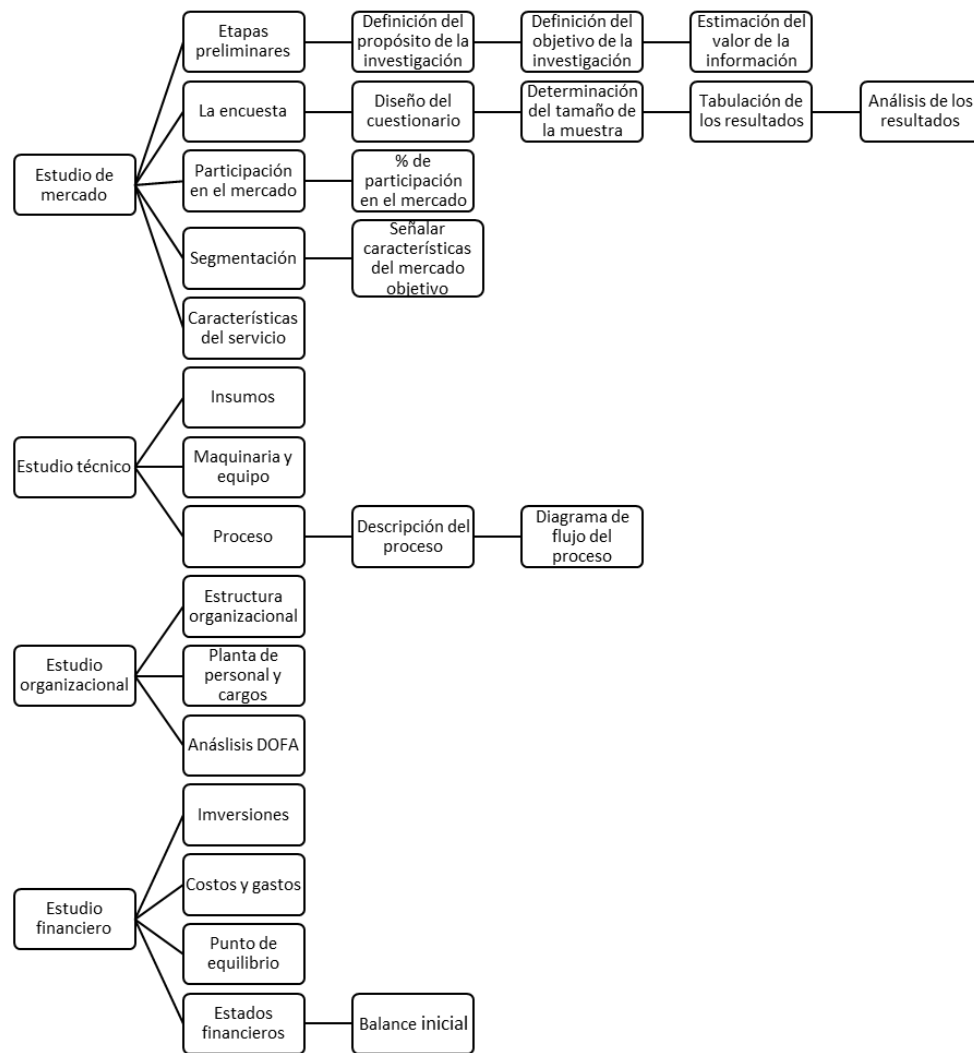 Etapas
preliminares
Definición del
propósito de la
investigación
Definición del
objetivo de la
investigación
Estimación del
valor de la
información
La encuesta
Diseño del
cuestionario
Determinación
del tamaño de
la muestra
Tabulación de
los resultados
Análisis de los
resultados
Estudio de
mercado
Participación
en el mercado
% de
participación
en el mercado
Segmentación
Señalar
características
del mercado
objetivo
Características
del servicio
Insumos
Estudio técnico
Maquinaria y
equipo
Proceso
Descripción del
proceso
Diagrama de
flujo del
proceso
Estructura
organizacional
Estudio
organizacional
Planta de
personal y
cargos
Anáslisis DOFA
Imversiones
Costos y gastos
Estudio
financiero
Punto de
equilibrio
Estados
financieros
Balance inicial